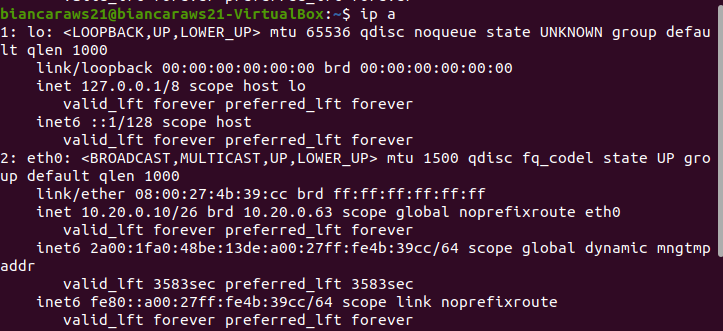 biancaraws21@biancaraws21-VirtualBox:~$ ip a
1: lo: <LOOPBACK,UP,LOWER_UP> mtu 65536 qdisc noqueue state UNKNOWN group defau
lt qlen 1000
    link/loopback 00:00:00:00:00:00 brd 00:00:00:00:00:00
    inet 127.0.0.1/8 scope host lo
       valid_lft forever preferred_lft forever
    inet6 ::1/128 scope host
       valid_lft forever preferred_lft forever
2: eth0: <BROADCAST,MULTICAST,UP,LOWER_UP> mtu 1500 qdisc fq_codel state UP gro
up default qlen 1000
    link/ether 08:00:27:4b:39:cc brd ff:ff:ff:ff:ff:ff
    inet 10.20.0.10/26 brd 10.20.0.63 scope global noprefixroute eth0
       valid_lft forever preferred_lft forever
    inet6 2a00:1fa0:48be:13de:a00:27ff:fe4b:39cc/64 scope global dynamic mngtmp
addr
       valid_lft 3583sec preferred_lft 3583sec
    inet6 fe80::a00:27ff:fe4b:39cc/64 scope link noprefixroute
       valid_lft forever preferred_lft forever